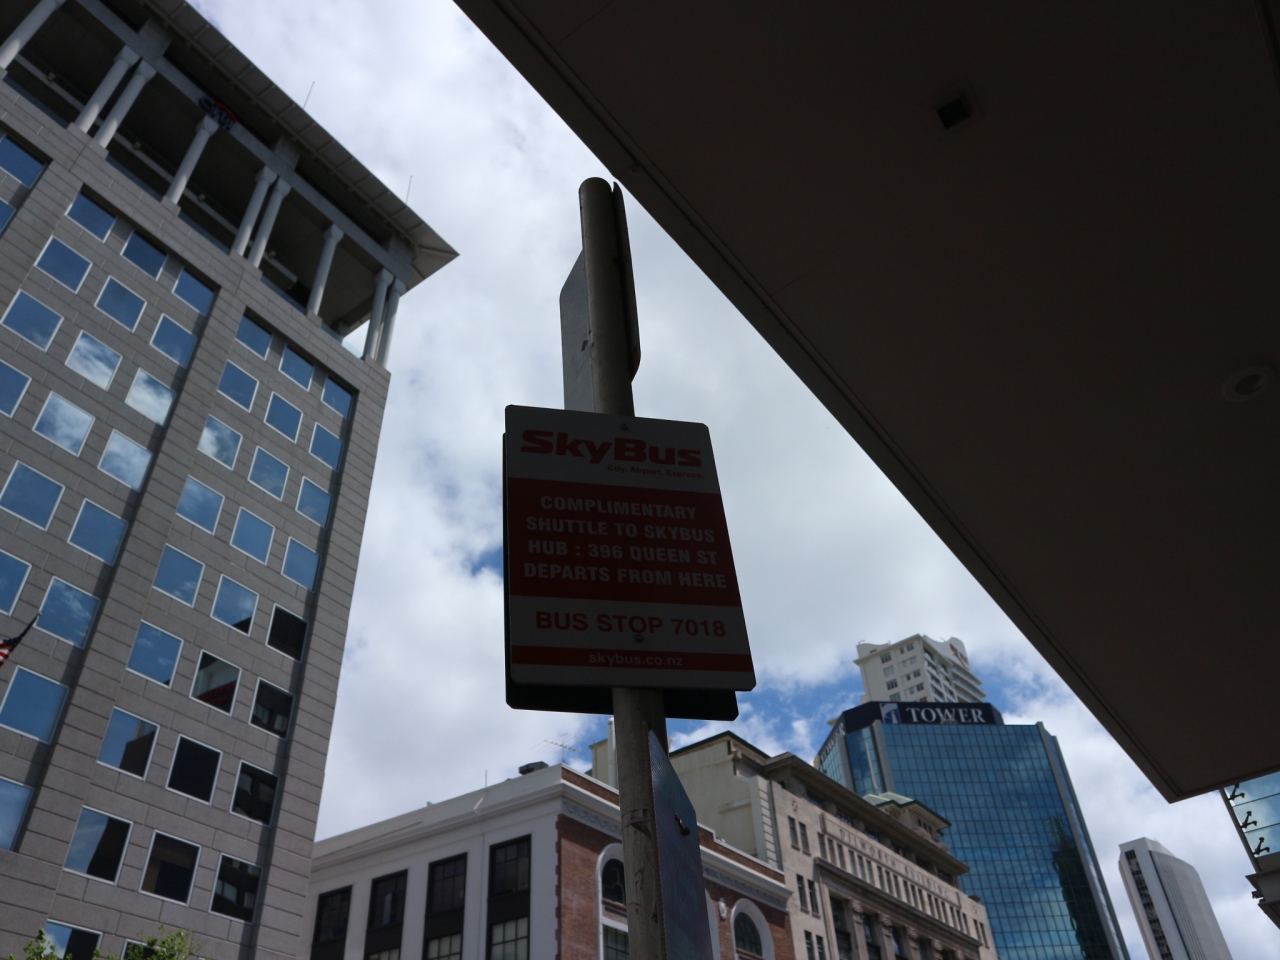 SkyBus
City. Airport. Express.
COMPLIMENTARY
SHUTTLE TO SKYBUS
HUB : 396 QUEEN ST
DEPARTS FROM HERE
BUS STOP 7018
skybus.co.nz
TOWER